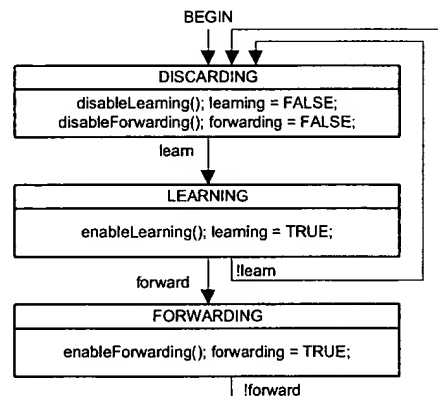 BEGIN
DISCARDING
disableLearning(); learning = FALSE;
disableForwarding(); forwarding = FALSE;
learn
LEARNING
enableLearning(); learning = TRUE;
!learn
forward
FORWARDING
enableForwarding(); forwarding = TRUE;
!forward